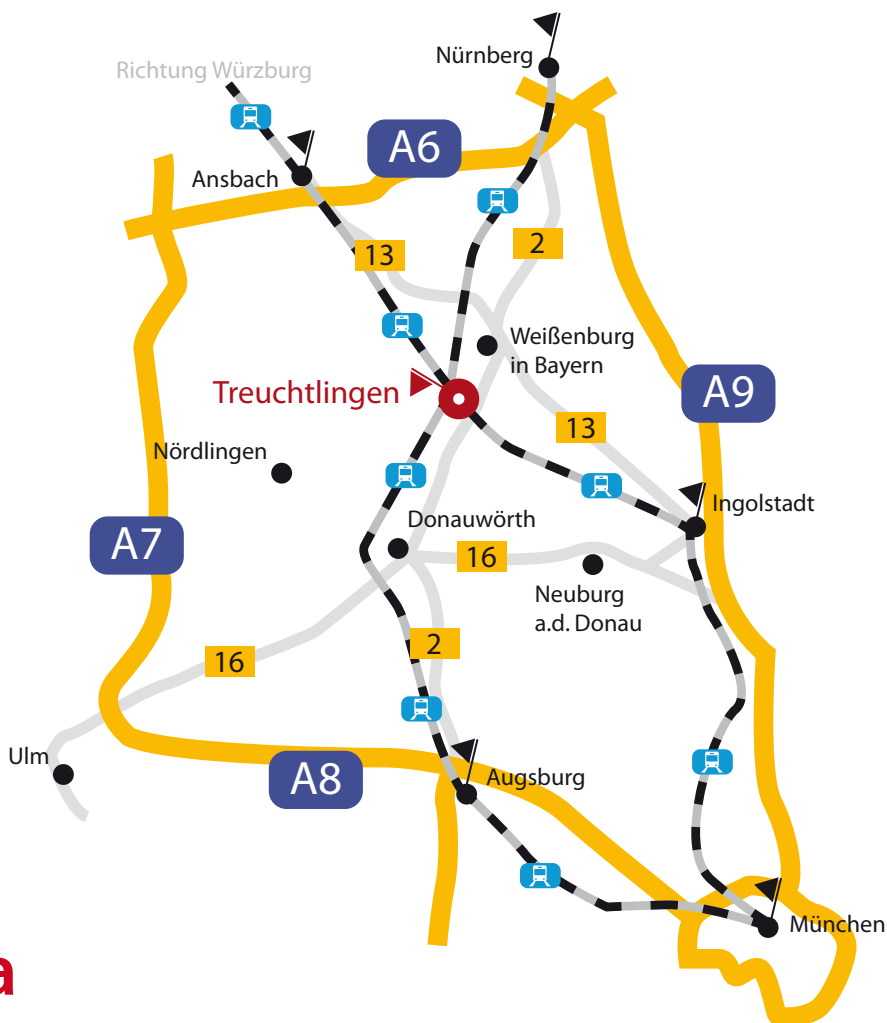 Nürnberg
Richtung Würzburg
A6
Ansbach
2
13
Weißenburg
in Bayern
Treuchtlingen
A9
13
Nördlingen
Ingolstadt
Donauwörth
A7
16
Neuburg
a.d. Donau
2
16
Ulm
A8
Augsburg
München
a